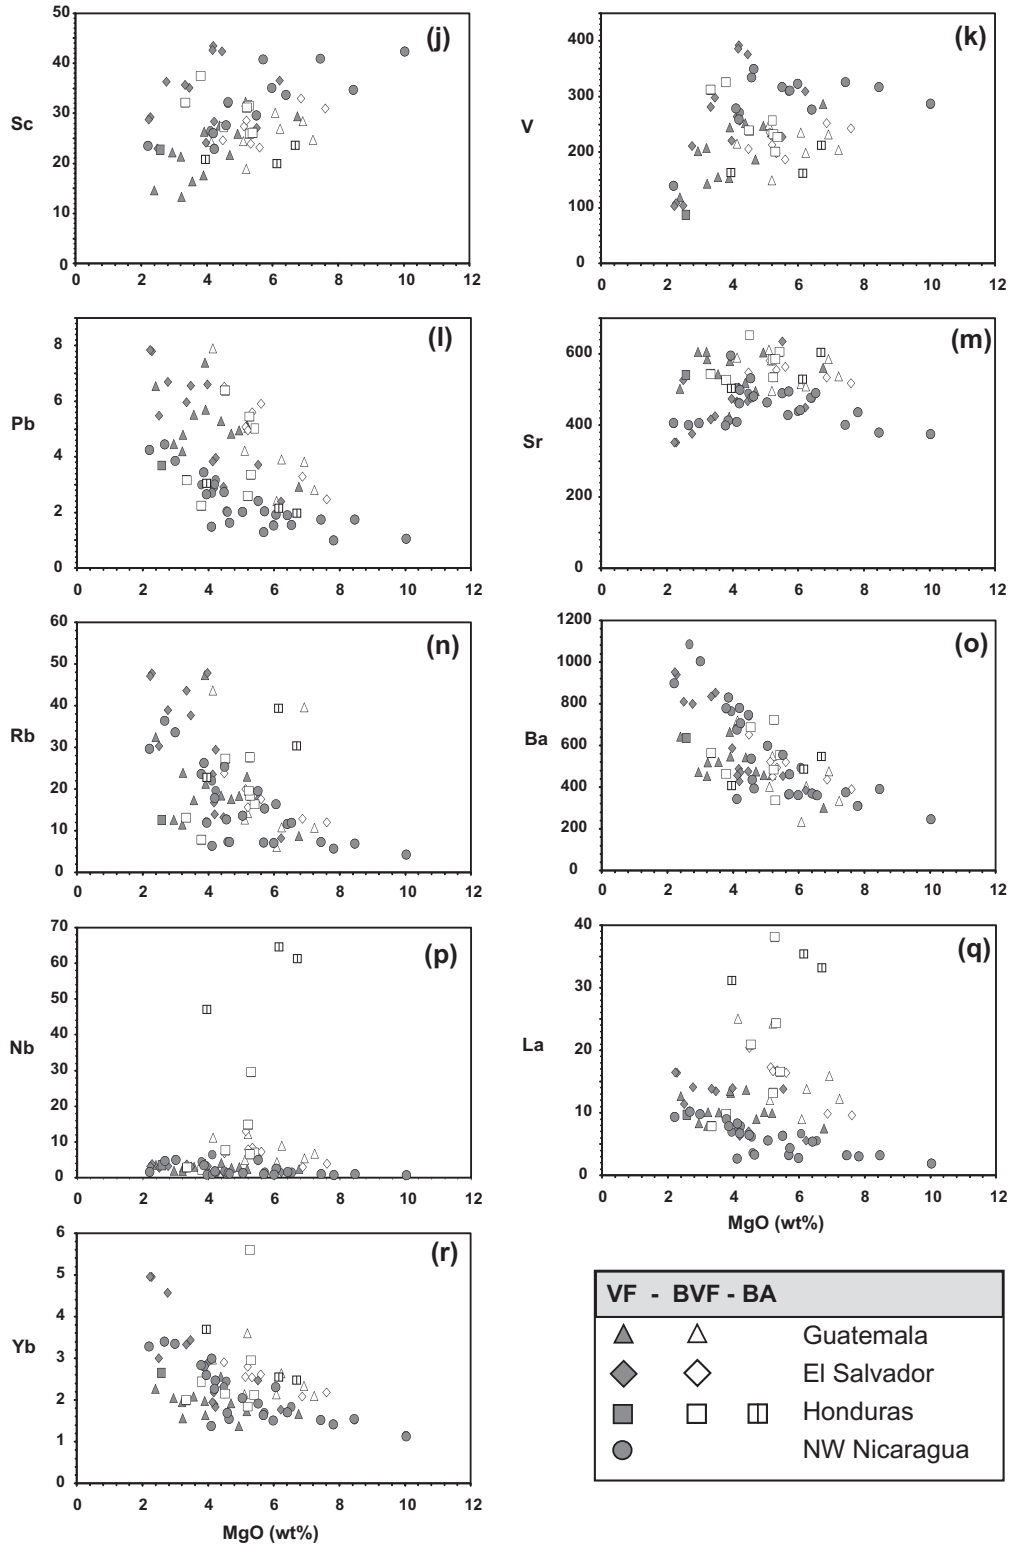 50
40
30
20
10
0
Sc
(j)
0 2 4 6 8 10 12
400
300
200
100
0
V
(k)
0 2 4 6 8 10 12
8
6
4
2
0
Pb
(l)
0 2 4 6 8 10 12
600
400
200
0
Sr
(m)
0 2 4 6 8 10 12
60
50
40
30
20
10
0
Rb
(n)
0 2 4 6 8 10 12
1200
1000
800
600
400
200
0
Ba
(o)
0 2 4 6 8 10 12
70
60
50
40
30
20
10
0
Nb
(p)
0 2 4 6 8 10 12
40
30
20
10
0
La
(q)
0 2 4 6 8 10 12
MgO (wt%)
6
5
4
3
2
1
0
Yb
(r)
0 2 4 6 8 10 12
MgO (wt%)
VF - BVF - BA
Guatemala
El Salvador
Honduras
NW Nicaragua